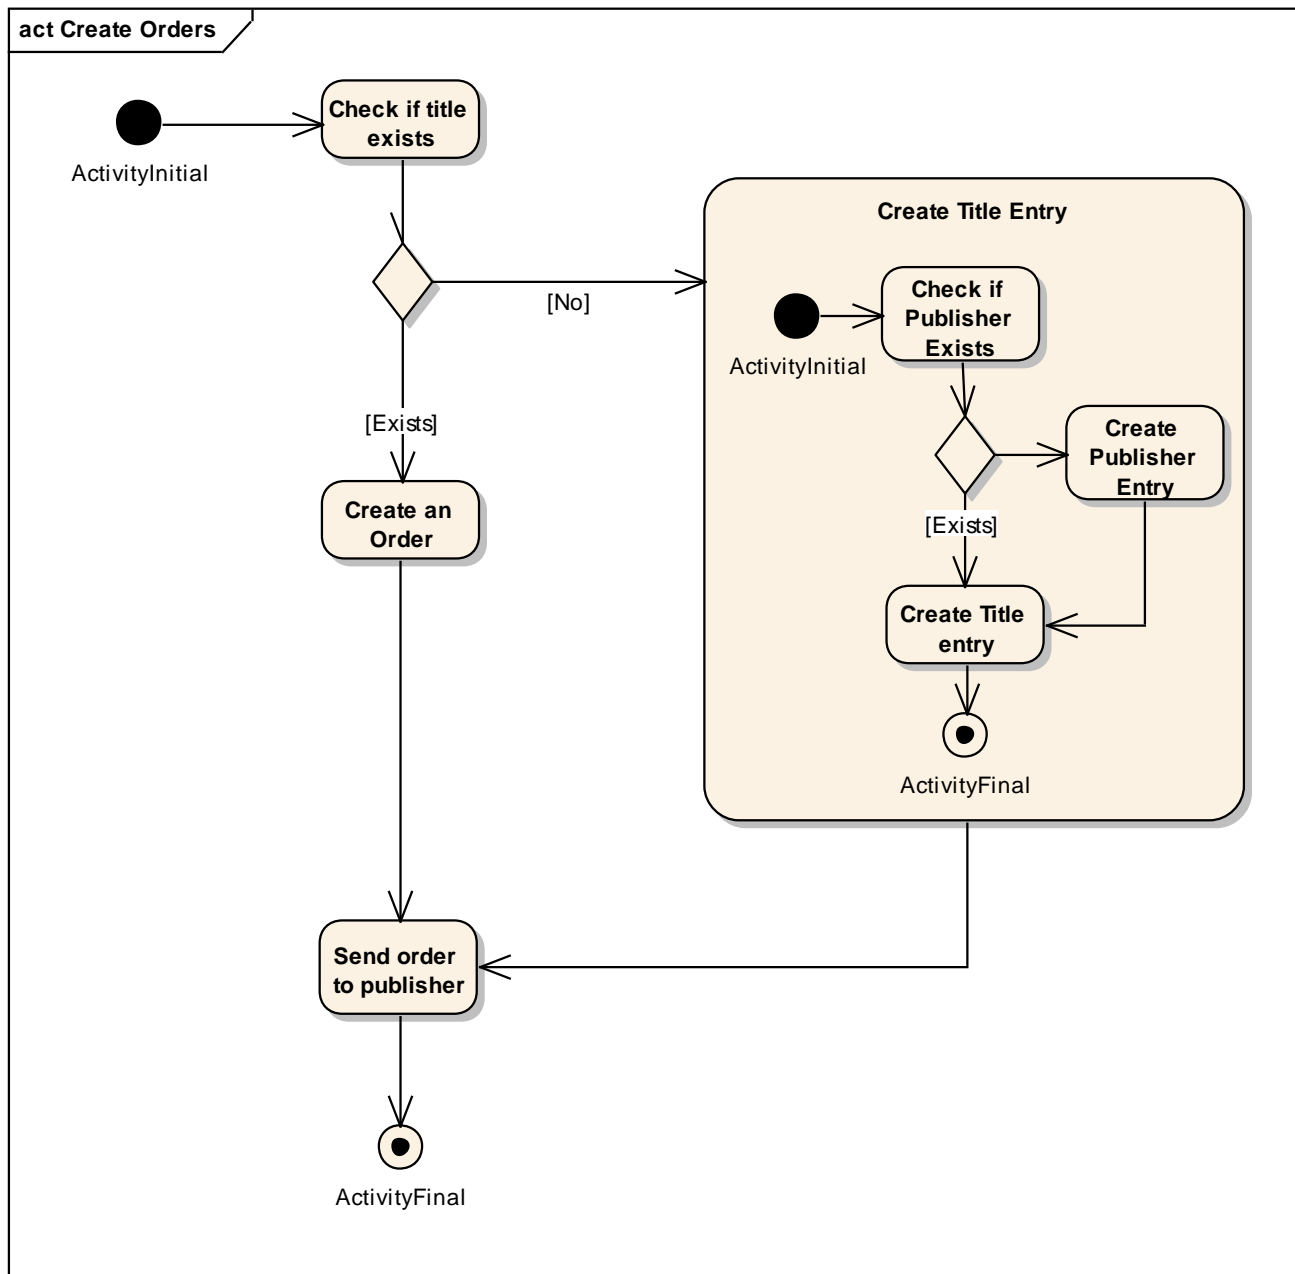 act Create Orders
ActivityInitial
Check if title
exists
[No]
[Exists]
Create an
Order
Send order
to publisher
ActivityFinal
Create Title Entry
ActivityInitial
Check if
Publisher
Exists
Create
Publisher
Entry
[Exists]
Create Title
entry
ActivityFinal